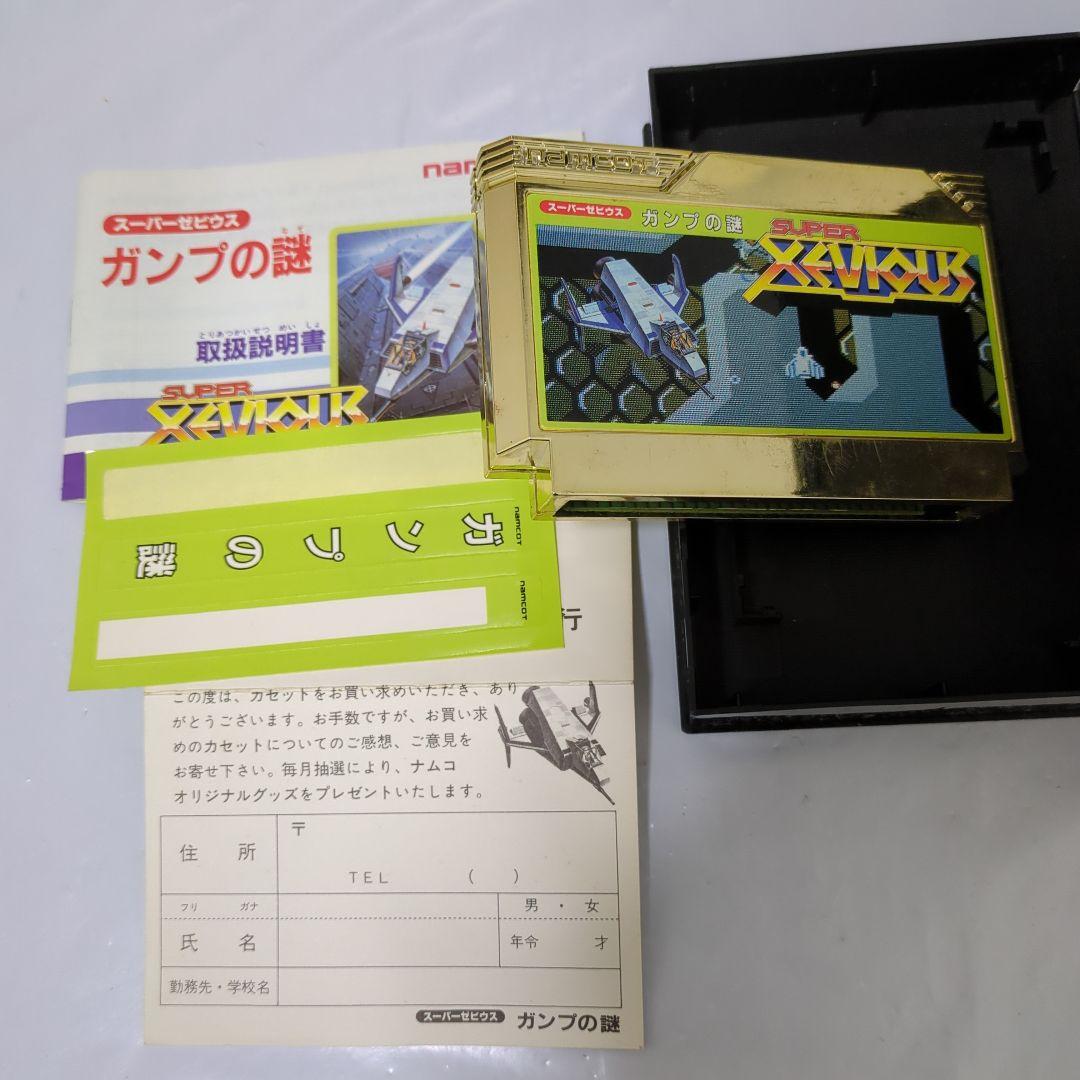 スーパーゼビウス
ガンプの謎
とりあつかいせつ めい しょ
取扱説明書
SUPER
XEVIOUS
namcoT
スーパーゼビウス
ガンプの謎
SUPER
XEVIOUS
ガンプの謎
namcoT
namcoT
行
この度は、カセットをお買い求めいただき、あり
がとうございます。お手数ですが、お買い求
めのカセットについてのご感想、ご意見を
お寄せ下さい。毎月抽選により、ナムコ
オリジナルグッズをプレゼントいたします。
住 所
〒
TEL ( )
フリ ガナ
男 ・ 女
氏 名
年令 才
勤務先・学校名
スーパーゼビウス ガンプの謎